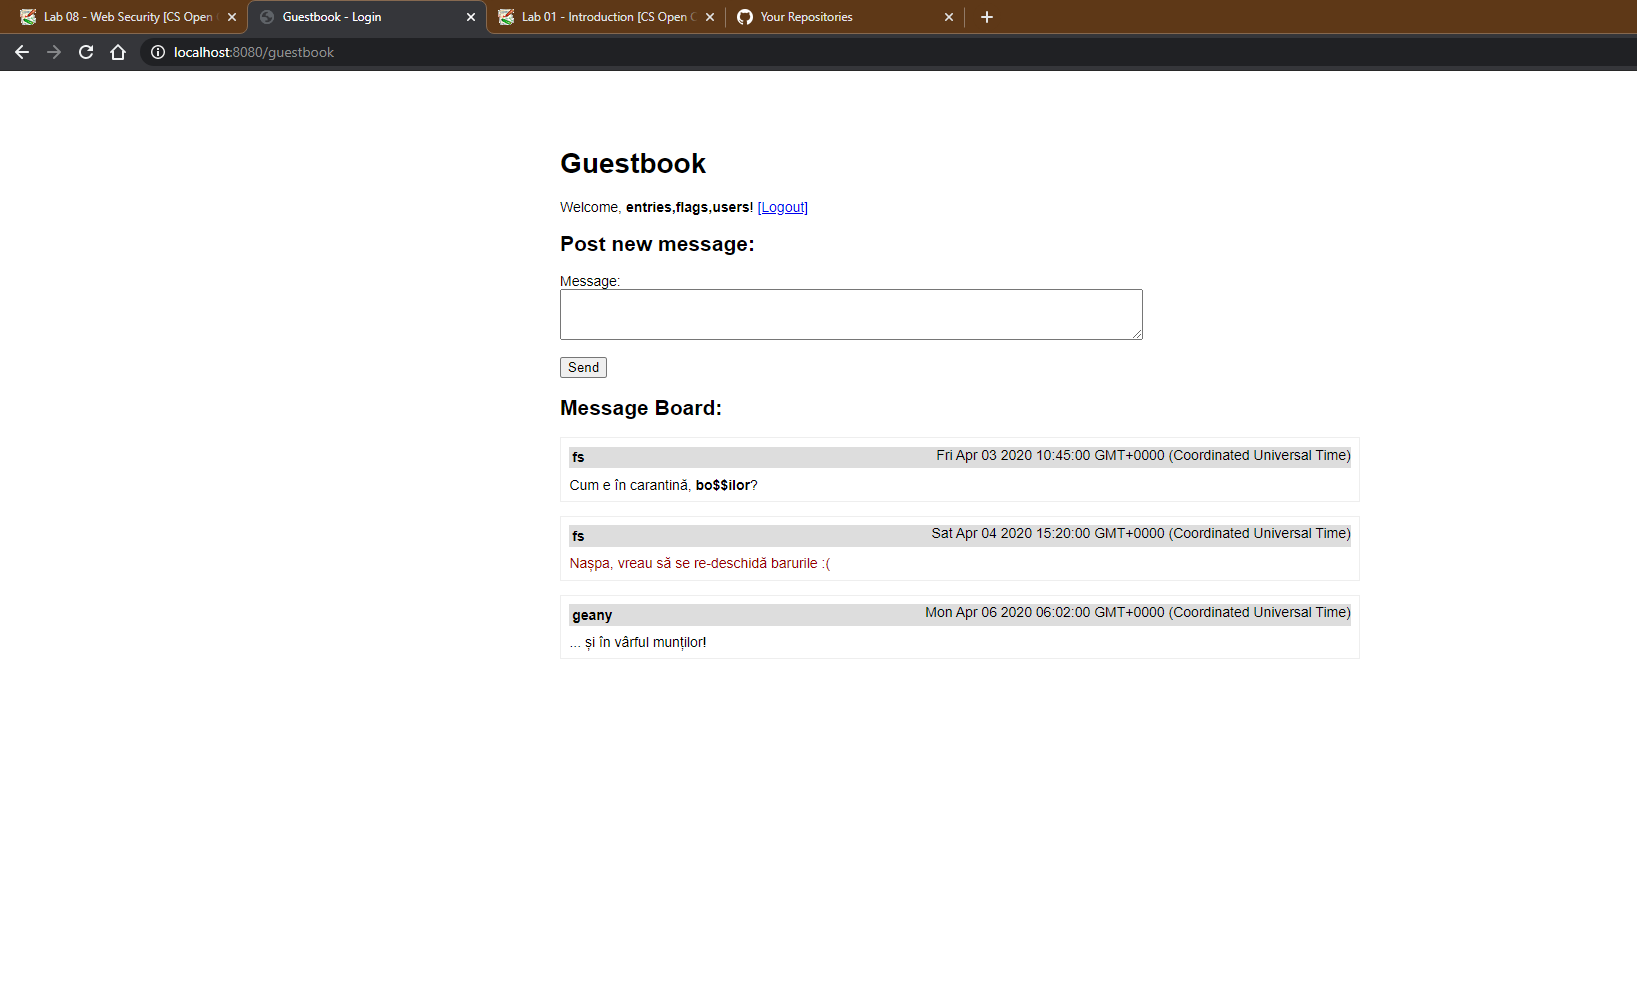 Lab 08 - Web Security [CS Open
Guestbook - Login
Lab 01 - Introduction [CS Open
Your Repositories
localhost:8080/guestbook
Guestbook
Welcome, entries,flags,users! [Logout]
Post new message:
Message:
Send
Message Board:
fs Fri Apr 03 2020 10:45:00 GMT+0000 (Coordinated Universal Time)
Cum e în carantină, bo$$ilor?
fs Sat Apr 04 2020 15:20:00 GMT+0000 (Coordinated Universal Time)
Nașpa, vreau să se re-deschidă barurile :(
geany Mon Apr 06 2020 06:02:00 GMT+0000 (Coordinated Universal Time)
... și în vârful munților!